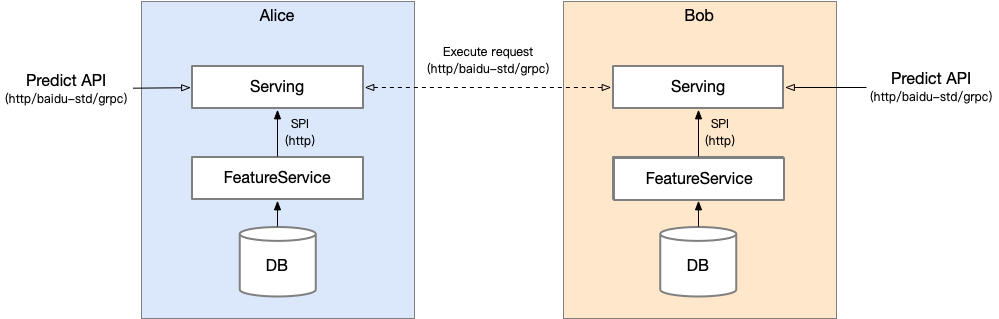 Alice
Bob
Execute request
(http/baidu-std/grpc)
Predict API
(http/baidu-std/grpc)
Serving
Serving
Predict API
(http/baidu-std/grpc)
SPI
(http)
SPI
(http)
FeatureService
FeatureService
DB
DB